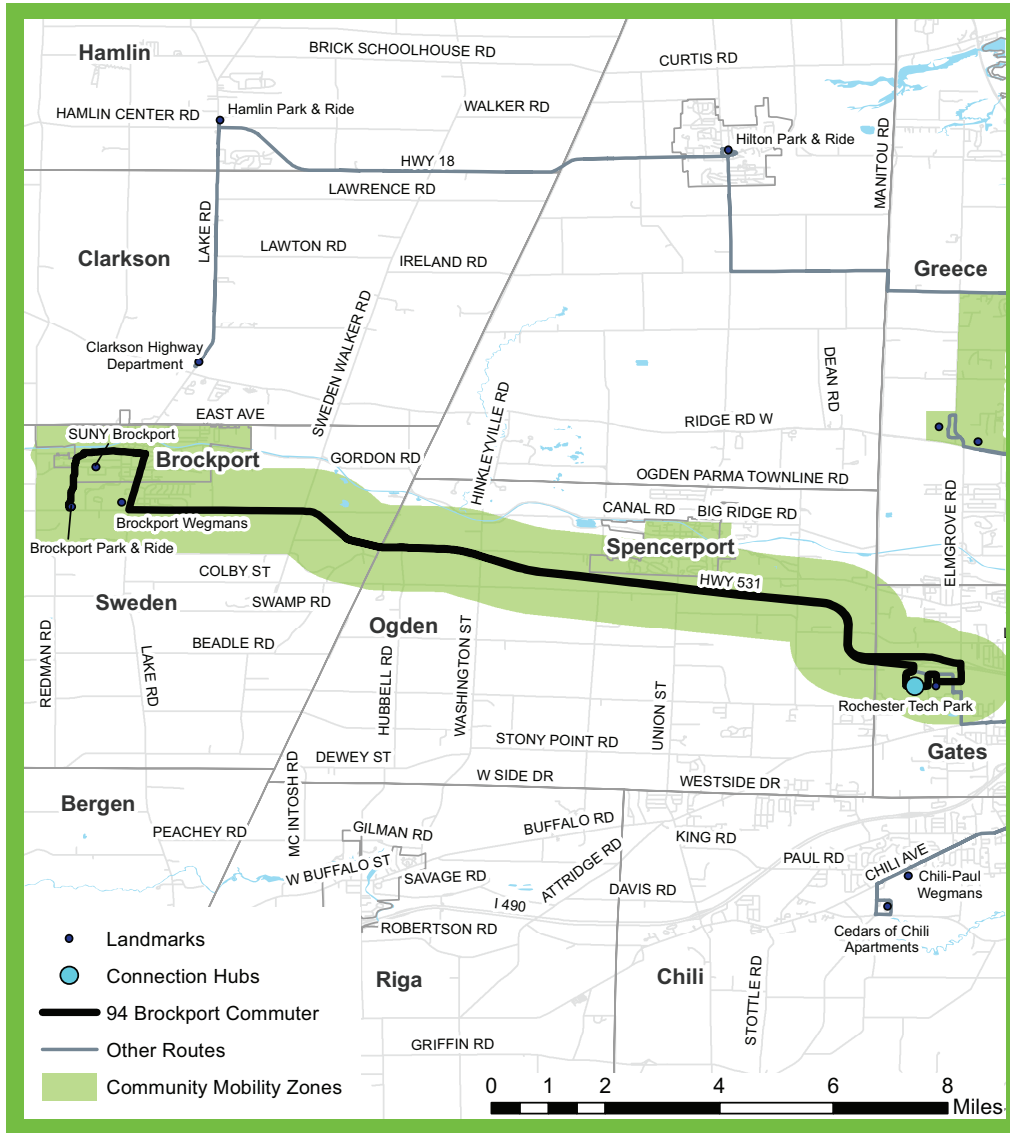 Hamlin
BRICK SCHOOLHOUSE RD
CURTIS RD
HAMLIN CENTER RD
Hamlin Park & Ride
WALKER RD
Hilton Park & Ride
MANITOU RD
HWY 18
LAWRENCE RD
LAKE RD
Clarkson
LAWTON RD
IRELAND RD
Greece
SWEDEN WALKER RD
Clarkson Highway
Department
DEAN RD
HINKLEYVILLE RD
EAST AVE
RIDGE RD W
SUNY Brockport
Brockport
GORDON RD
OGDEN PARMA TOWNLINE RD
ELMGROVE RD
CANAL RD
BIG RIDGE RD
Brockport Wegmans
Brockport Park & Ride
Spencerport
COLBY ST
HWY 531
Sweden
SWAMP RD
Ogden
BEADLE RD
REDMAN RD
LAKE RD
HUBBELL RD
WASHINGTON ST
UNION ST
Rochester Tech Park
STONY POINT RD
DEWEY ST
Gates
W SIDE DR
WESTSIDE DR
MC INTOSH RD
Bergen
PEACHEY RD
GILMAN RD
BUFFALO RD
KING RD
PAUL RD
CHILI AVE
W BUFFALO ST
SAVAGE RD
ATTRIDGE RD
DAVIS RD
Chili-Paul
Wegmans
I 490
ROBERTSON RD
Cedars of Chili
Apartments
Landmarks
Connection Hubs
Riga
Chili
STOTTLE RD
94 Brockport Commuter
Other Routes
GRIFFIN RD
Community Mobility Zones
0 1 2 4 6 8
Miles